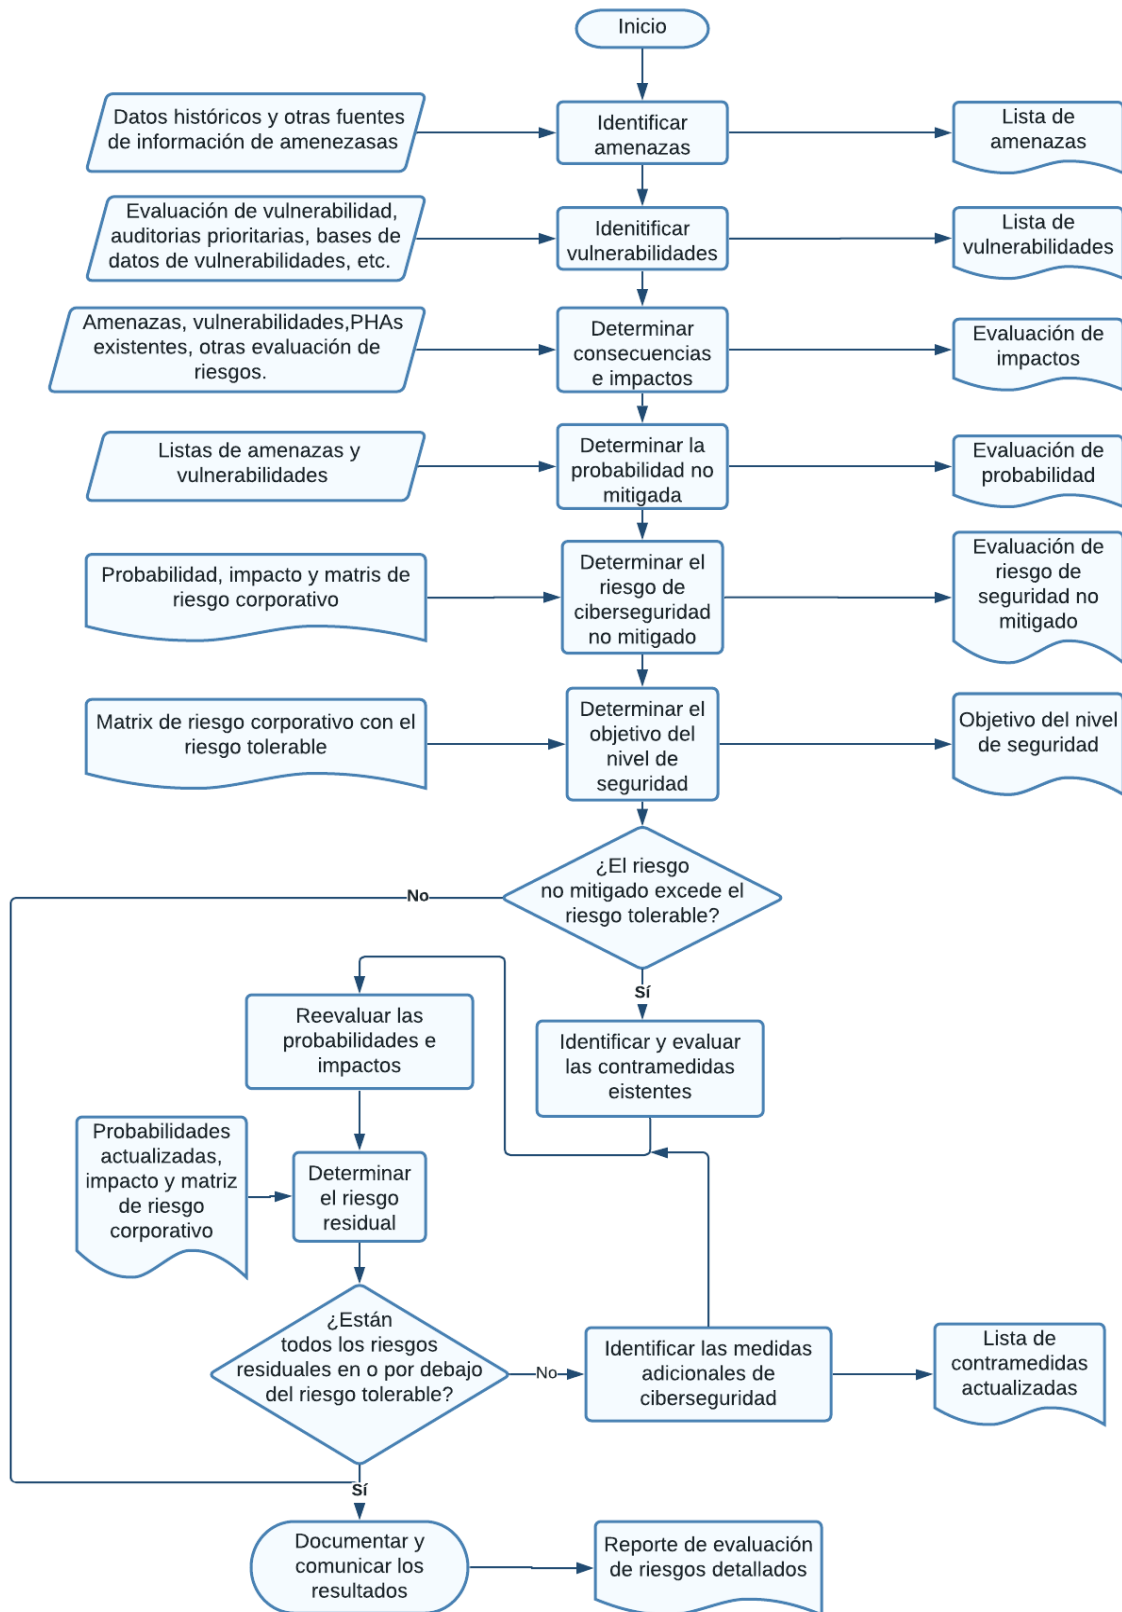 Inicio
Datos históricos y otras fuentes
de información de amenezasas
Identificar
amenazas
Lista de
amenazas
Evaluación de vulnerabilidad,
auditorias prioritarias, bases de
datos de vulnerabilidades, etc.
Idenitificar
vulnerabilidades
Lista de
vulnerabilidades
Amenazas, vulnerabilidades,PHAs
existentes, otras evaluación de
riesgos.
Determinar
consecuencias
e impactos
Evaluación de
impactos
Listas de amenazas y
vulnerabilidades
Determinar la
probabilidad no
mitigada
Evaluación de
probabilidad
Probabilidad, impacto y matris de
riesgo corporativo
Determinar el
riesgo de
ciberseguridad
no mitigado
Evaluación de
riesgo de
seguridad no
mitigado
Matrix de riesgo corporativo con el
riesgo tolerable
Determinar el
objetivo del
nivel de
seguridad
Objetivo del nivel
de seguridad
¿El riesgo
no mitigado excede el
riesgo tolerable?
No
Sí
Reevaluar las
probabilidades e
impactos
Identificar y evaluar
las contramedidas
eistentes
Probabilidades
actualizadas,
impacto y matriz
de riesgo
corporativo
Determinar
el riesgo
residual
¿Están
todos los riesgos
residuales en o por debajo
del riesgo tolerable?
No
Identificar las medidas
adicionales de
ciberseguridad
Lista de
contramedidas
actualizadas
Sí
Documentar y
comunicar los
resultados
Reporte de evaluación
de riesgos detallados